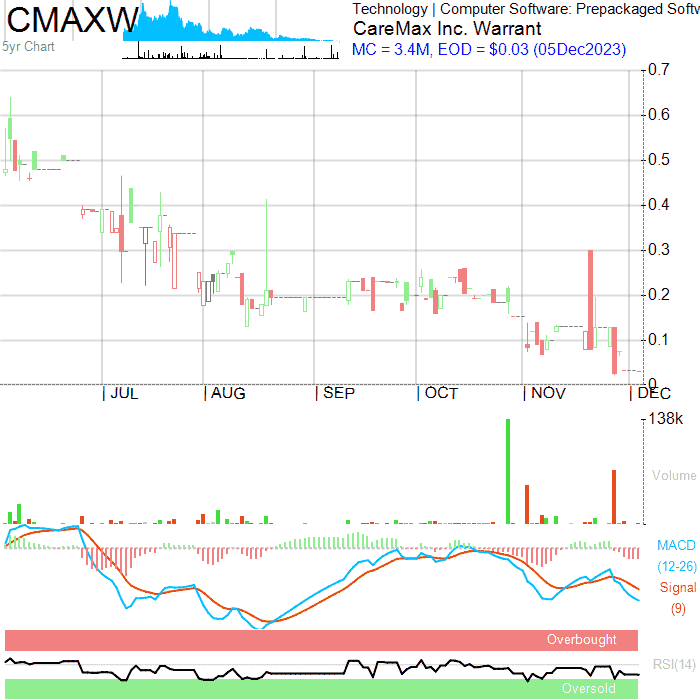 CMAXW
5yr Chart
Technology | Computer Software: Prepackaged Softw
CareMax Inc. Warrant
MC = 3.4M, EOD = $0.03 (05Dec2023)
0.7
0.6
0.5
0.4
0.3
0.2
0.1
0
| JUL | AUG | SEP | OCT | NOV | DEC
138k
Volume
MACD
(12-26)
Signal
(9)
Overbought
RSI(14)
Oversold